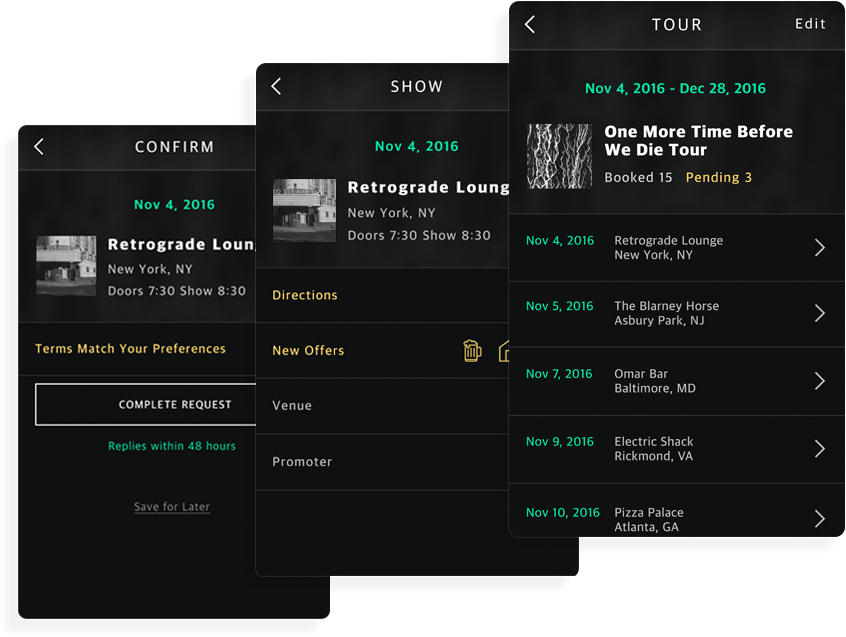 CONFIRM
Nov 4, 2016
Retrograde Loun
New York, NY
Doors 7:30 Show 8:30
Terms Match Your Preferences
COMPLETE REQUEST
Replies within 48 hours
Save for Later
SHOW
Nov 4, 2016
Retrograde Loung
New York, NY
Doors 7:30 Show 8:30
Directions
New Offers
Venue
Promoter
TOUR
Edit
Nov 4, 2016 - Dec 28, 2016
One More Time Before
We Die Tour
Booked 15 Pending 3
Nov 4, 2016 Retrograde Lounge
New York, NY
Nov 5, 2016 The Blarney Horse
Asbury Park, NJ
Nov 7, 2016 Omar Bar
Baltimore, MD
Nov 9, 2016 Electric Shack
Rickmond, VA
Nov 10, 2016 Pizza Palace
Atlanta, GA